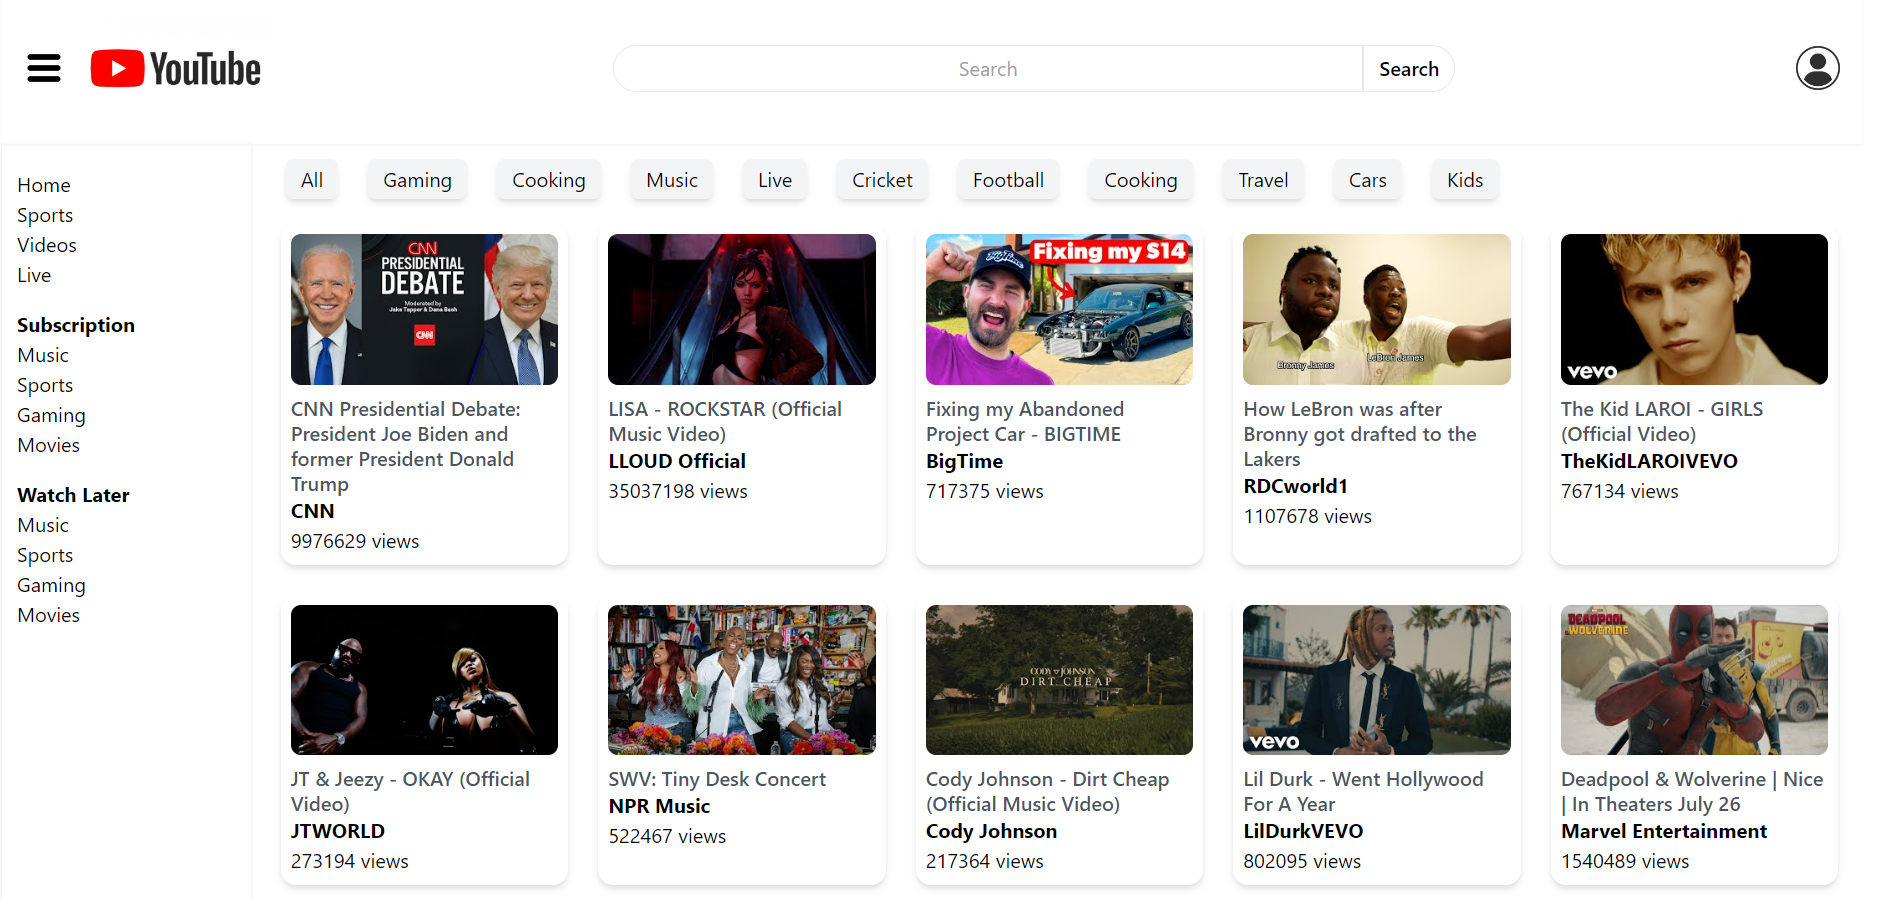 YouTube
Search
Search
Home
Sports
Videos
Live
Subscription
Music
Sports
Gaming
Movies
Watch Later
Music
Sports
Gaming
Movies
All
Gaming
Cooking
Music
Live
Cricket
Football
Cooking
Travel
Cars
Kids
CNN
PRESIDENTIAL
DEBATE
Moderated by
Jake Tapper & Dana Bash
CNN
CNN Presidential Debate:
President Joe Biden and
former President Donald
Trump
CNN
9976629 views
LISA - ROCKSTAR (Official
Music Video)
LLOUD Official
35037198 views
Fixing my S14
BigTime
Fixing my Abandoned
Project Car - BIGTIME
BigTime
717375 views
Bronny James
LeBron James
How LeBron was after
Bronny got drafted to the
Lakers
RDCworld1
1107678 views
vevo
The Kid LAROI - GIRLS
(Official Video)
TheKidLAROIVEVO
767134 views
JT & Jeezy - OKAY (Official
Video)
JTWORLD
273194 views
SWV: Tiny Desk Concert
NPR Music
522467 views
CODY JOHNSON
DIRT CHEAP
Cody Johnson - Dirt Cheap
(Official Music Video)
Cody Johnson
217364 views
vevo
Lil Durk - Went Hollywood
For A Year
LilDurkVEVO
802095 views
DEADPOOL
WOLVERINE
Deadpool & Wolverine | Nice
| In Theaters July 26
Marvel Entertainment
1540489 views